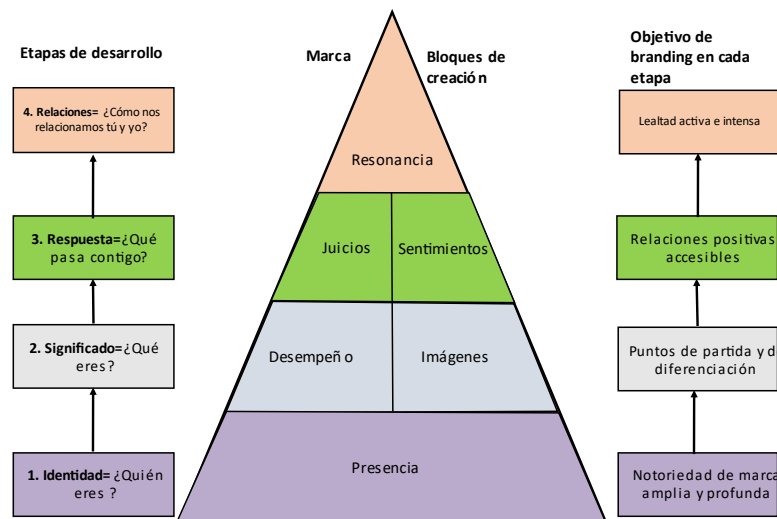 Etapas de desarrollo
Marca
Bloques de
creación
Objetivo de
branding en cada
etapa
4. Relaciones= ¿Cómo nos
relacionamos tú y yo?
Resonancia
Lealtad activa e intensa
3. Respuesta=¿Qué
pasa contigo?
Juicios
Sentimientos
Relaciones positivas
accesibles
2. Significado=¿Qué
eres?
Desempeño
Imágenes
Puntos de partida y d
diferenciación
1. Identidad= ¿Quién
eres ?
Presencia
Notoriedad de marca
amplia y profunda